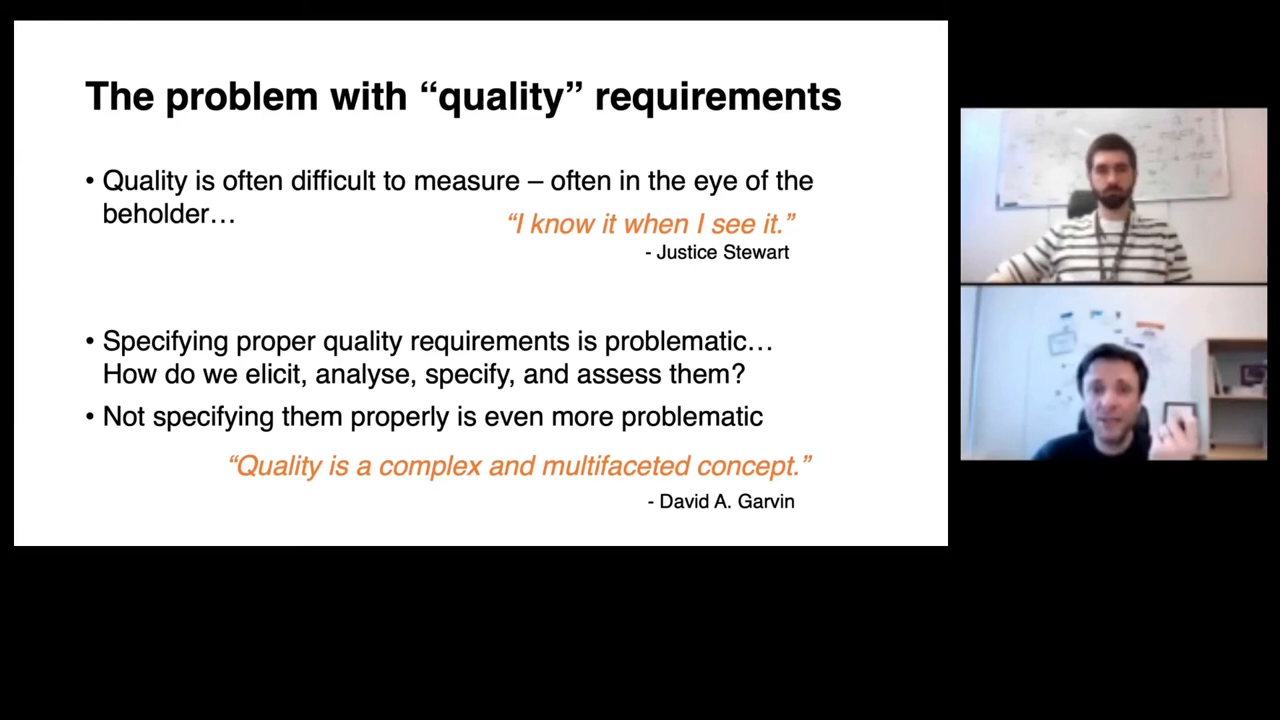 The problem with “quality” requirements
• Quality is often difficult to measure – often in the eye of the
beholder…
“I know it when I see it.”
- Justice Stewart
• Specifying proper quality requirements is problematic…
How do we elicit, analyse, specify, and assess them?
• Not specifying them properly is even more problematic
“Quality is a complex and multifaceted concept.”
- David A. Garvin